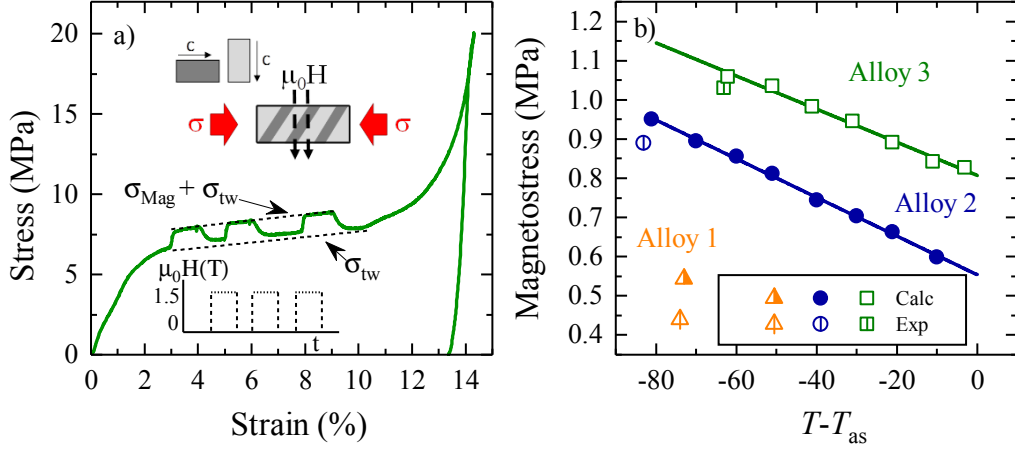 a)
c
c
μ₀H
σ
σ
σMag + σtw
σtw
μ₀H(T)
1.5
0
t
20
15
10
5
0
0 2 4 6 8 10 12 14
Stress (MPa)
Strain (%)
b)
Alloy 3
Alloy 2
Alloy 1
Calc
Exp
1.2
1.1
1.0
0.9
0.8
0.7
0.6
0.5
0.4
-80 -60 -40 -20 0
Magnetostress (MPa)
T-Tas